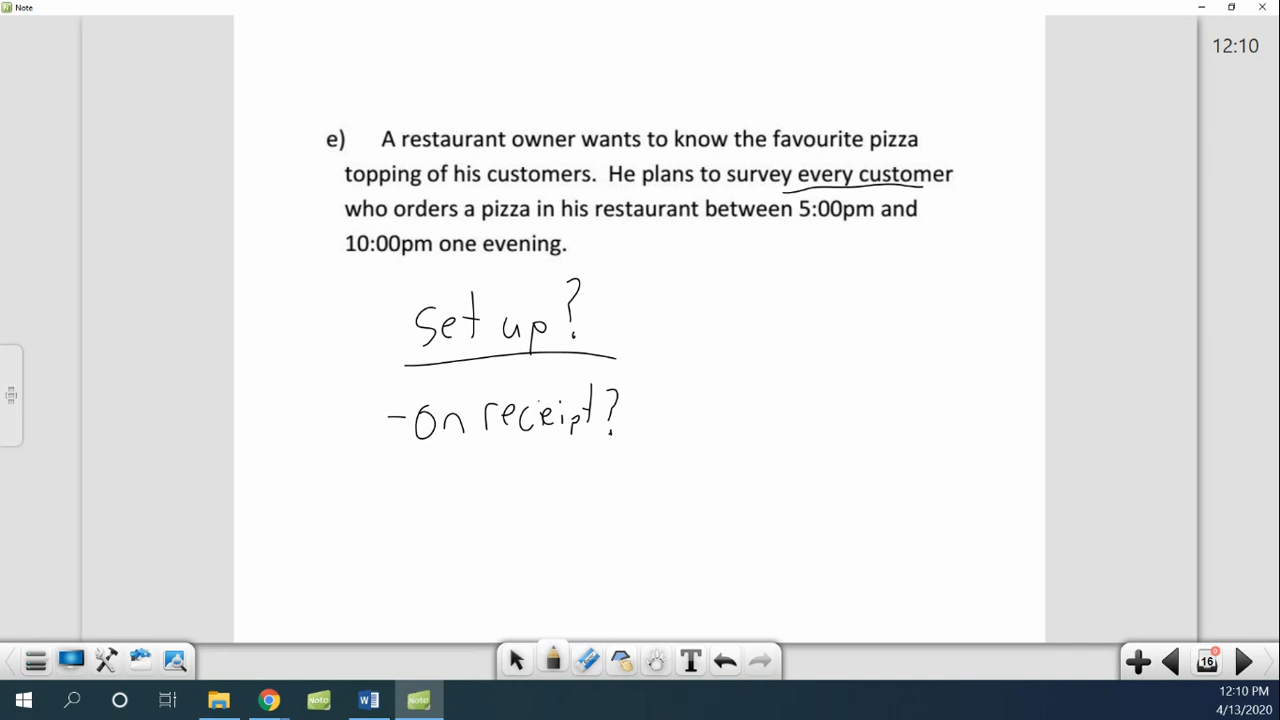 Note
12:10
e) A restaurant owner wants to know the favourite pizza
topping of his customers. He plans to survey every customer
who orders a pizza in his restaurant between 5:00pm and
10:00pm one evening.
set up?
- on receipt?
T
16
Noto
W
Noto
12:10 PM
4/13/2020